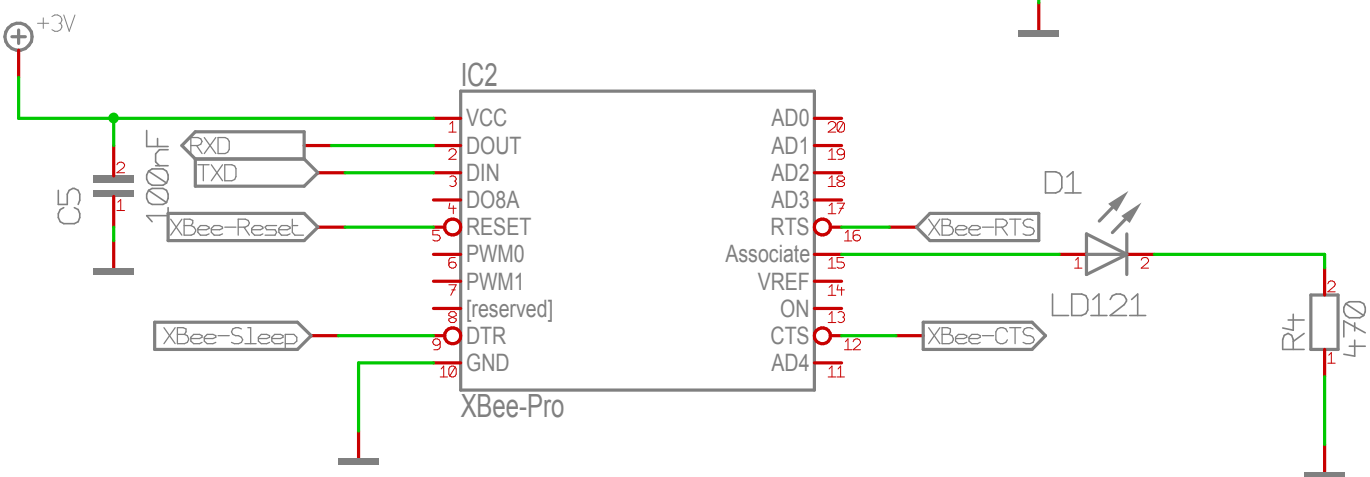 +3V
IC2
VCC
1
RXD
DOUT
2
TXD
DIN
3
DO8A
4
XBee-Reset
RESET
5
PWM0
6
PWM1
7
[reserved]
8
XBee-Sleep
DTR
9
GND
10
XBee-Pro
C5
100nF
2
1
AD0
20
AD1
19
AD2
18
AD3
17
RTS
16
XBee-RTS
Associate
15
VREF
14
ON
13
CTS
12
XBee-CTS
AD4
11
D1
1
2
LD121
R4
470
2
1